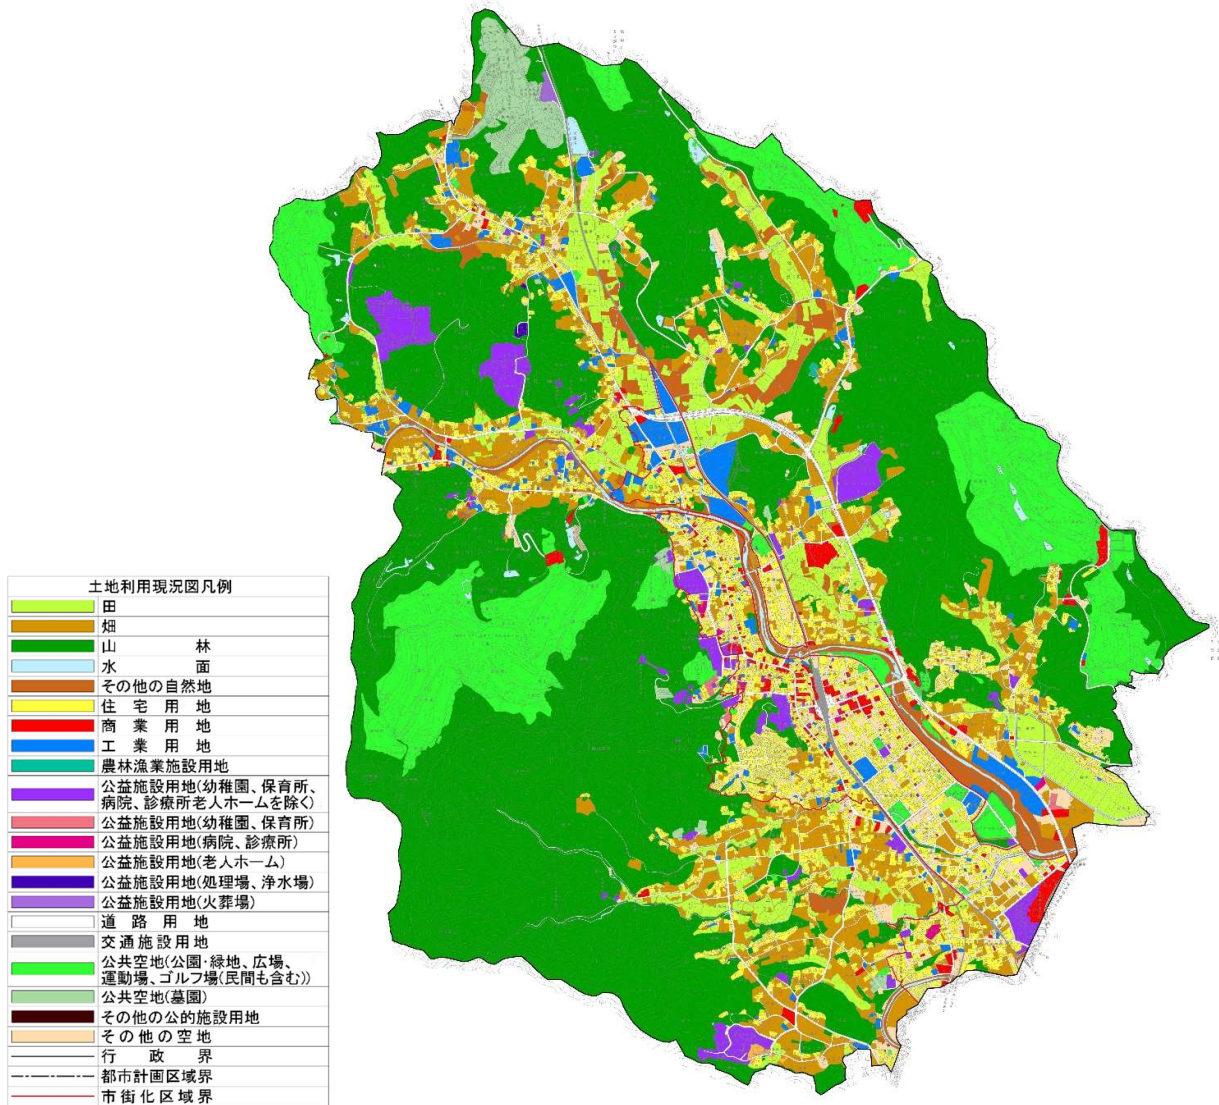 土地利用現況図凡例
田
畑
山林
水面
その他の自然地
住宅用地
商業用地
工業用地
農林漁業施設用地
公益施設用地(幼稚園、保育所、
病院、診療所老人ホームを除く)
公益施設用地(幼稚園、保育所)
公益施設用地(病院、診療所)
公益施設用地(老人ホーム)
公益施設用地(処理場、浄水場)
公益施設用地(火葬場)
道路用地
交通施設用地
公共空地(公園・緑地、広場、
運動場、ゴルフ場(民間も含む))
公共空地(墓園)
その他の公的施設用地
その他の空地
行政界
都市計画区域界
市街化区域界